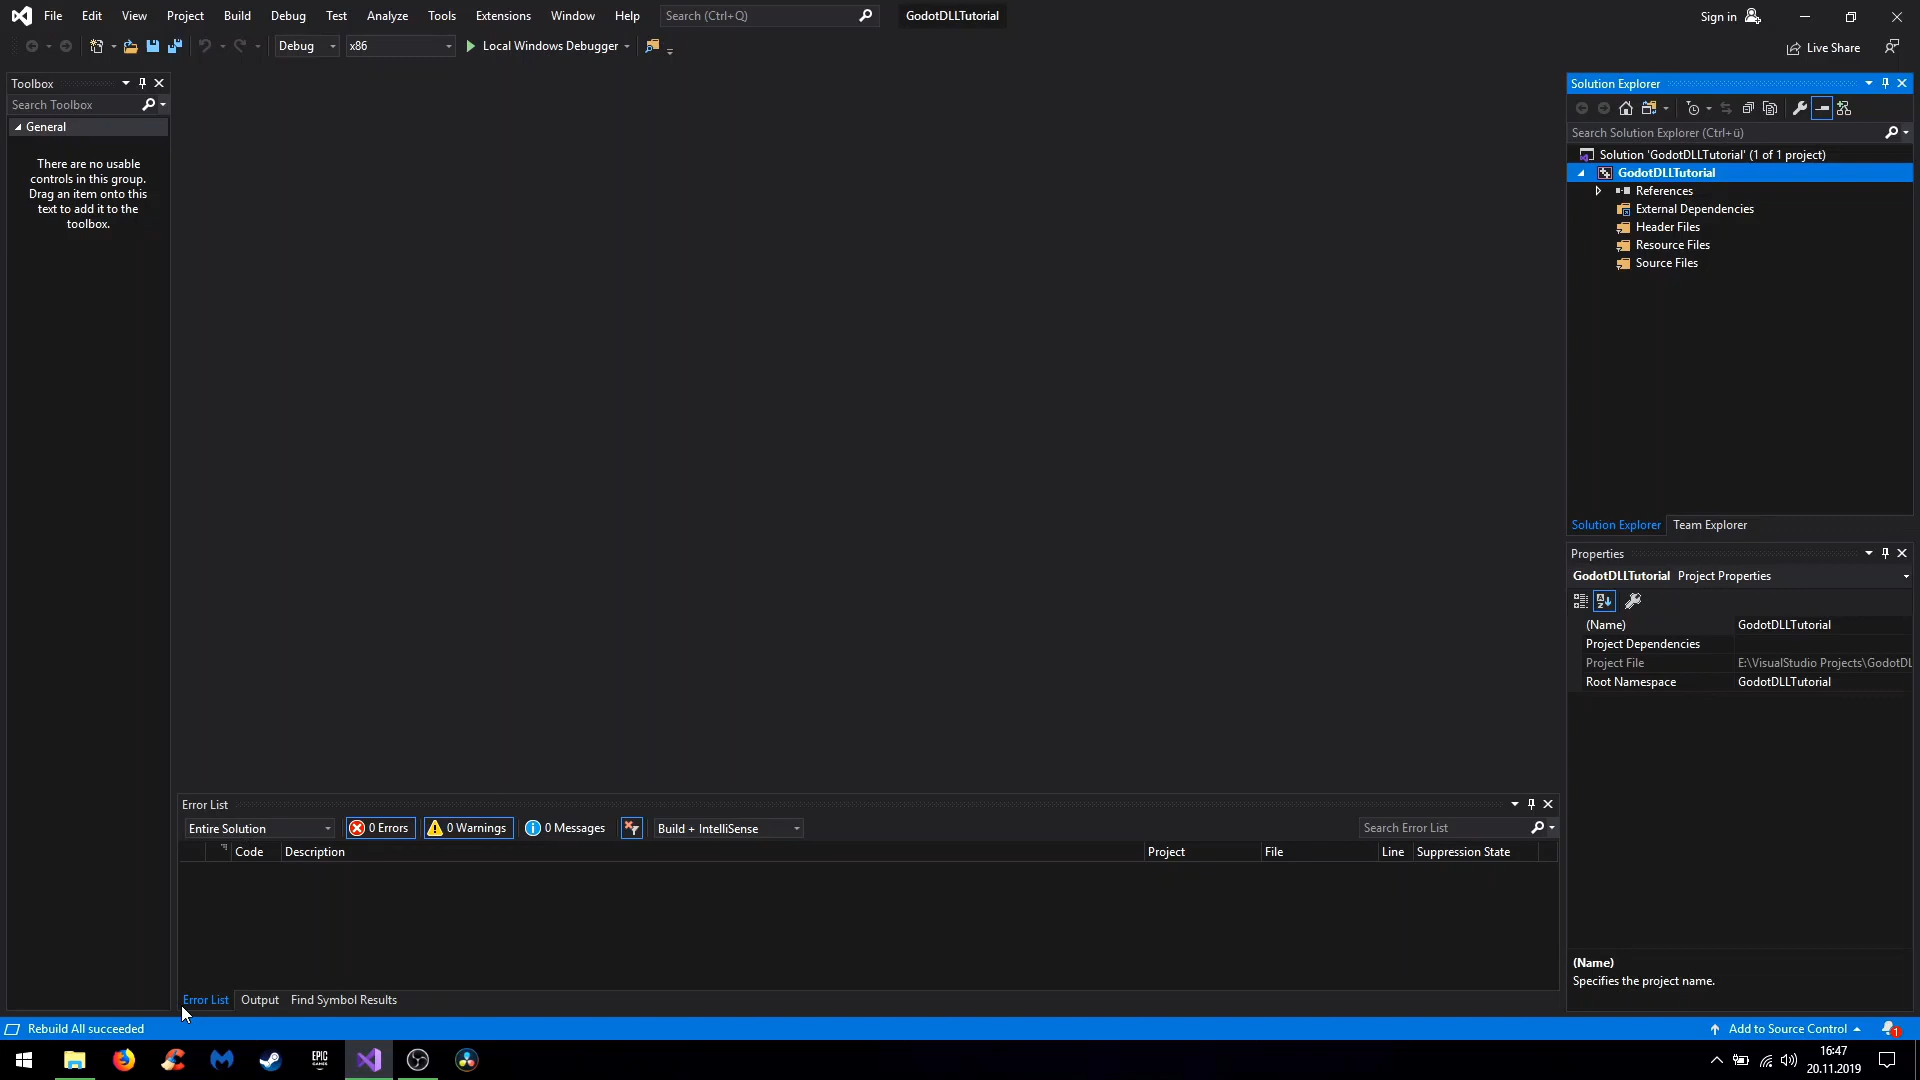 File Edit View Project Build Debug Test Analyze Tools Extensions Window Help Search (Ctrl+Q) GodotDLLTutorial Sign in
Debug x86 Local Windows Debugger Live Share
Toolbox
Search Toolbox
General
There are no usable
controls in this group.
Drag an item onto this
text to add it to the
toolbox.
Solution Explorer
Search Solution Explorer (Ctrl+ü)
Solution 'GodotDLLTutorial' (1 of 1 project)
GodotDLLTutorial
References
External Dependencies
Header Files
Resource Files
Source Files
Solution Explorer Team Explorer
Properties
GodotDLLTutorial Project Properties
(Name) GodotDLLTutorial
Project Dependencies
Project File E:\VisualStudio Projects\GodotDL
Root Namespace GodotDLLTutorial
(Name)
Specifies the project name.
Error List
Entire Solution 0 Errors 0 Warnings 0 Messages Build + IntelliSense Search Error List
Code Description Project File Line Suppression State
Error List Output Find Symbol Results
Rebuild All succeeded Add to Source Control 1
EPIC
GAMES
16:47
20.11.2019